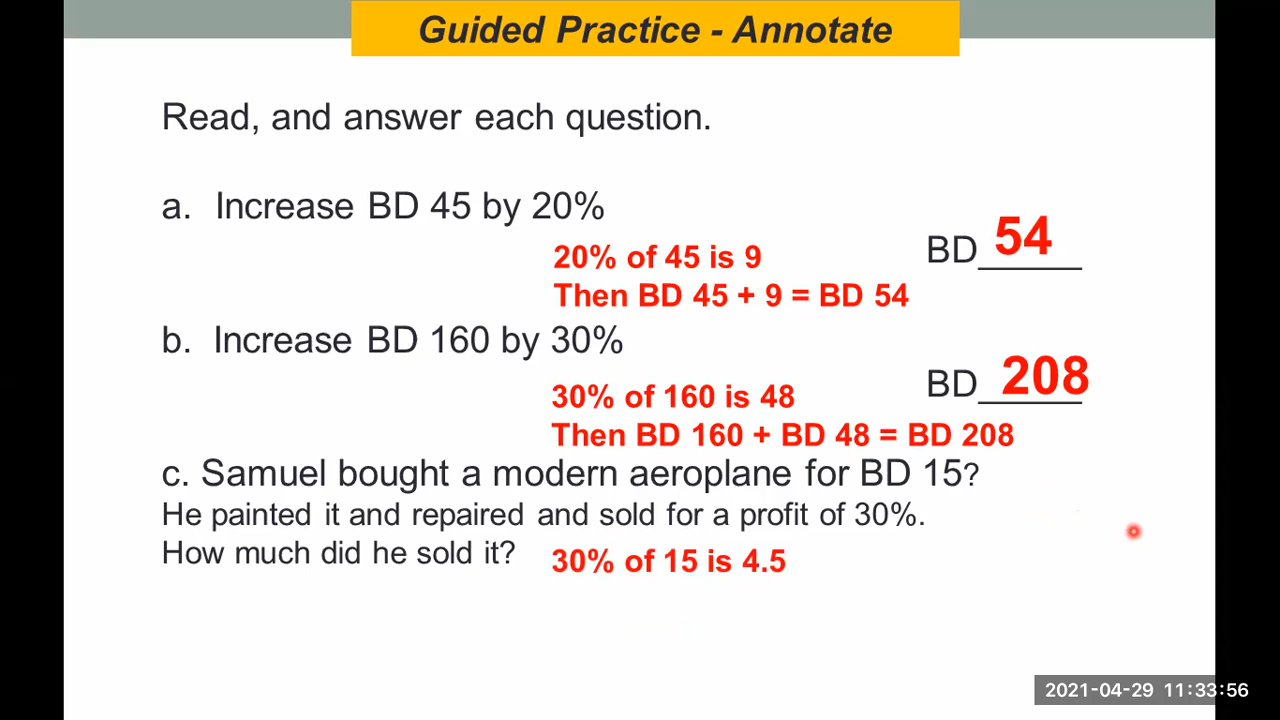 Guided Practice - Annotate
Read, and answer each question.
a. Increase BD 45 by 20%
20% of 45 is 9
BD______ 54
Then BD 45 + 9 = BD 54
b. Increase BD 160 by 30%
30% of 160 is 48
BD______ 208
Then BD 160 + BD 48 = BD 208
c. Samuel bought a modern aeroplane for BD 15?
He painted it and repaired and sold for a profit of 30%.
How much did he sold it?
30% of 15 is 4.5
2021-04-29 11:33:56